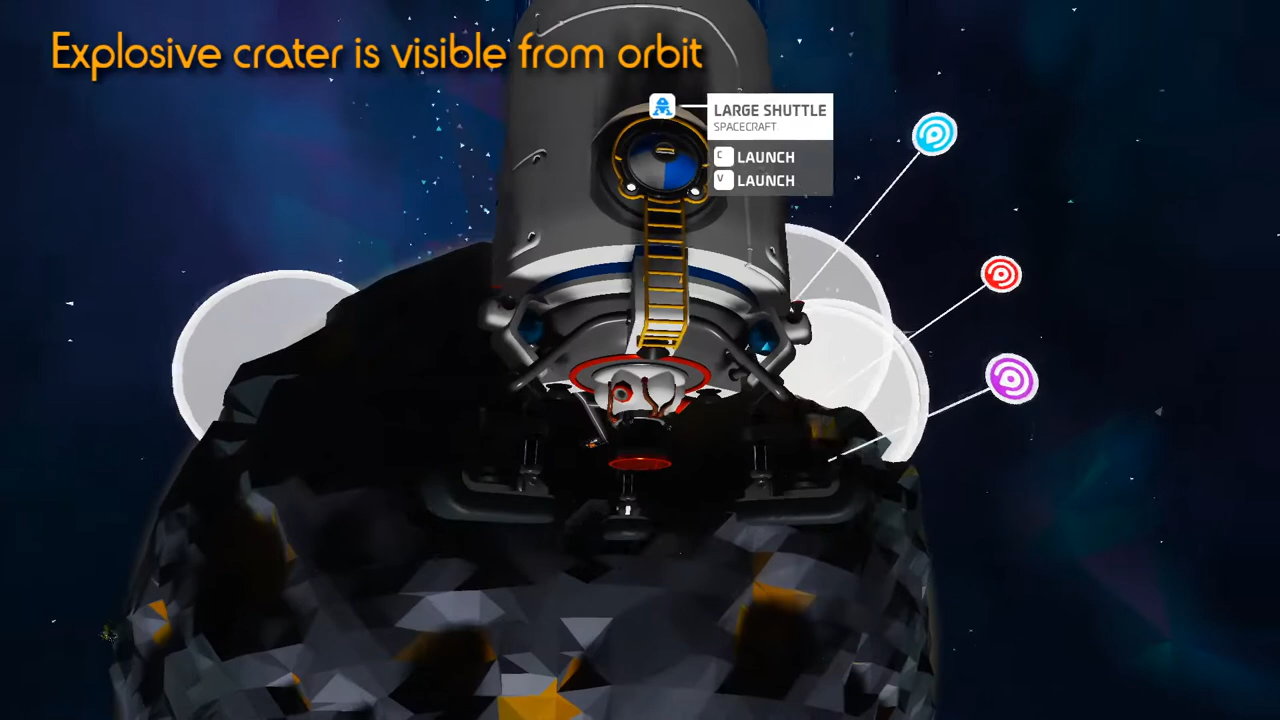 Explosive crater is visible from orbit
LARGE SHUTTLE
SPACECRAFT
C LAUNCH
V LAUNCH